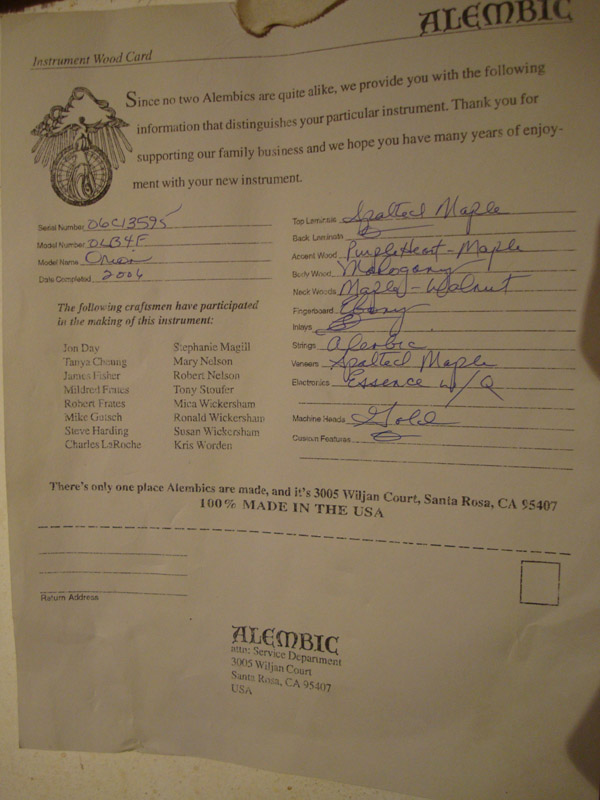 ALEMBIC
Instrument Wood Card
Since no two Alembics are quite alike, we provide you with the following
information that distinguishes your particular instrument. Thank you for
supporting our family business and we hope you have many years of enjoy-
ment with your new instrument.
Serial Number 06C13595
Model Number OLB4F
Model Name Orion
Date Completed 2006
The following craftsmen have participated
in the making of this instrument:
Jon Day Stephanie Magill
Tanya Cheung Mary Nelson
James Fisher Robert Nelson
Mildred Frates Tony Stoufer
Robert Frates Mica Wickersham
Mike Gutsch Ronald Wickersham
Steve Harding Susan Wickersham
Charles LaRoche Kris Worden
Top Laminate Spalted Maple
Back Laminate
Accent Wood PurpleHeart-Maple
Body Wood Mahogany
Neck Woods Maple-Walnut
Fingerboard Ebony
Inlays
Strings Alembic
Veneers Spalted Maple
Electronics Essence w/Q
Machine Heads Gold
Custom Features
There's only one place Alembics are made, and it's 3005 Wiljan Court, Santa Rosa, CA 95407
100% MADE IN THE USA
Return Address
ALEMBIC
attn: Service Department
3005 Wiljan Court
Santa Rosa, CA 95407
USA